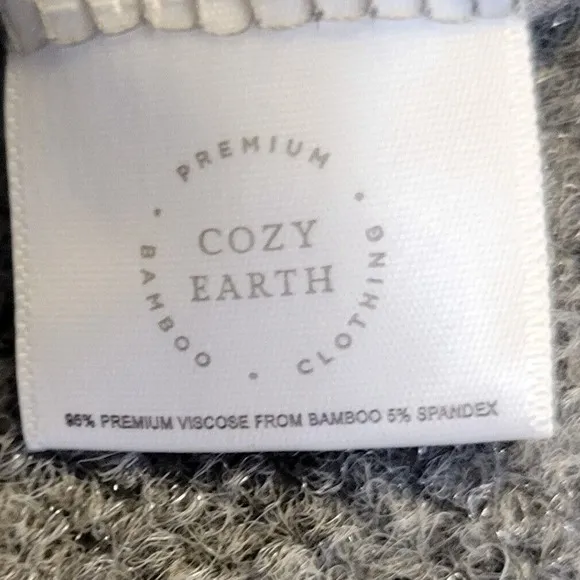 PREMIUM
COZY
EARTH
BAMBOO
CLOTHING
95% PREMIUM VISCOSE FROM BAMBOO 5% SPANDEX